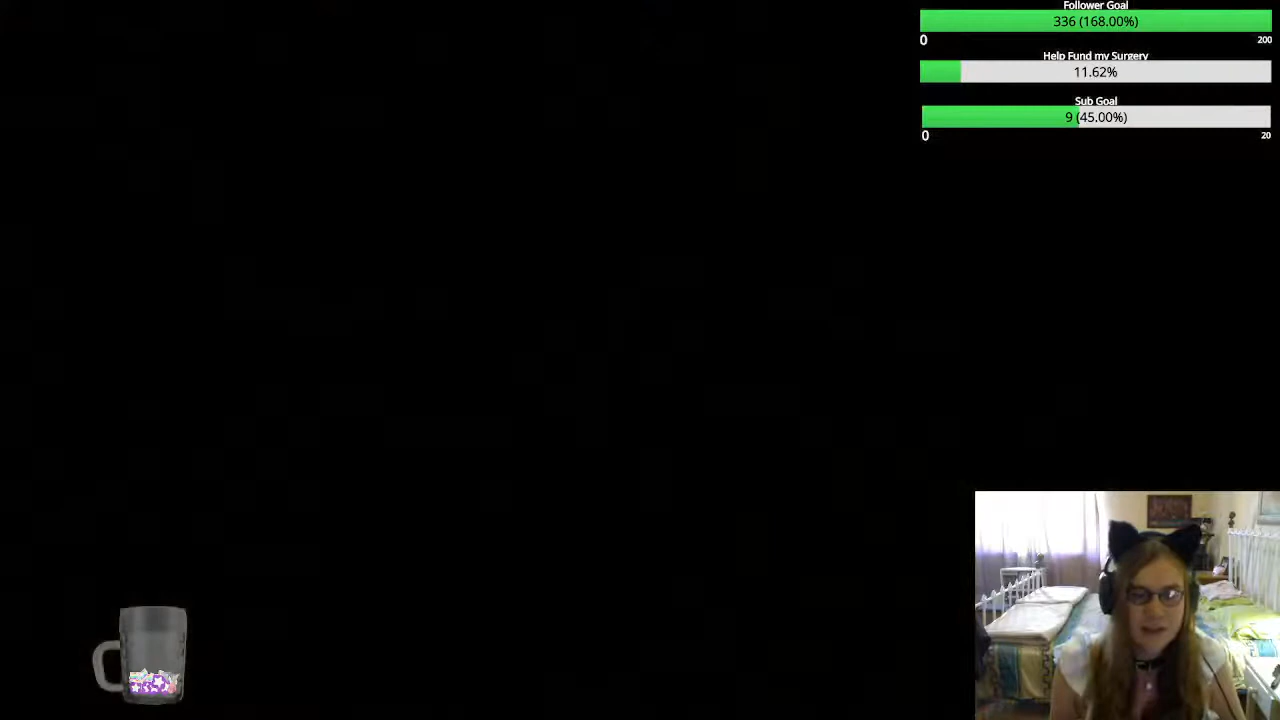 Follower Goal
336 (168.00%)
0
200
Help Fund my Surgery
11.62%
Sub Goal
9 (45.00%)
0
20